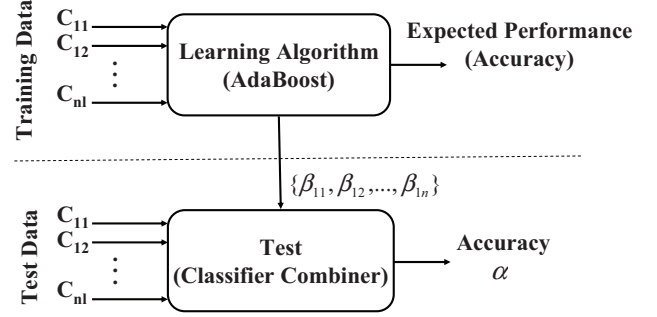 Training Data
C11
C12
⋮
Cnl
Learning Algorithm
(AdaBoost)
Expected Performance
(Accuracy)
{β11, β12,..., β1n}
Test Data
C11
C12
⋮
Cnl
Test
(Classifier Combiner)
Accuracy
α